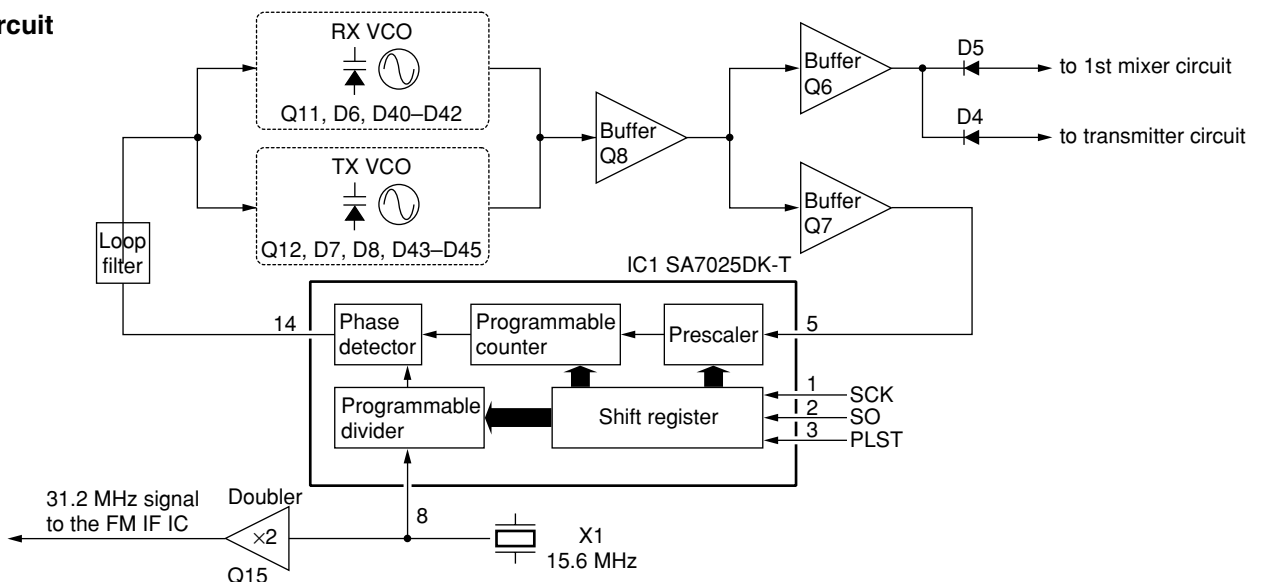 rcuit
RX VCO
Q11, D6, D40–D42
TX VCO
Q12, D7, D8, D43–D45
Buffer
Q8
Buffer
Q6
D5
to 1st mixer circuit
D4
to transmitter circuit
Buffer
Q7
Loop
filter
IC1 SA7025DK-T
14
Phase
detector
Programmable
counter
Prescaler
5
Programmable
divider
Shift register
1
SCK
2
SO
3
PLST
31.2 MHz signal
to the FM IF IC
Doubler
×2
Q15
8
X1
15.6 MHz